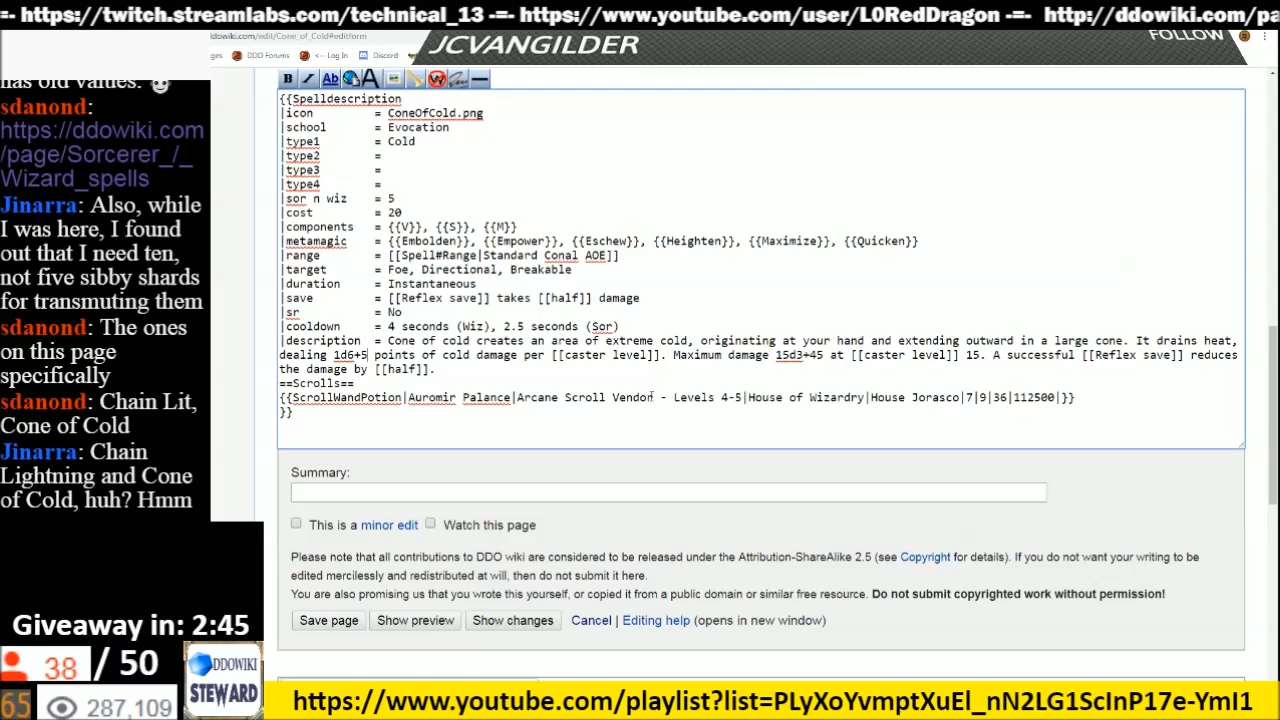 =- https://twitch.streamlabs.com/technical_13 -=- https://www.youtube.com/user/L0RedDragon -=- http://ddowiki.com/pa
ddowiki.com/edit/Cone_of_Cold#editform
JCVANGILDER
FOLLOW
ges DDO Forums <-- Log In Discord
has old values.
sdanond:
https://ddowiki.com
/page/Sorcerer_/_
Wizard_spells
Jinarra: Also, while
I was here, I found
out that I need ten,
not five sibby shards
for transmuting them
sdanond: The ones
on this page
specifically
sdanond: Chain Lit,
Cone of Cold
Jinarra: Chain
Lightning and Cone
of Cold, huh? Hmm
B I Ab A W
{{Spelldescription
|icon = ConeOfCold.png
|school = Evocation
|type1 = Cold
|type2 =
|type3 =
|type4 =
|sor n wiz = 5
|cost = 20
|components = {{V}}, {{S}}, {{M}}
|metamagic = {{Embolden}}, {{Empower}}, {{Eschew}}, {{Heighten}}, {{Maximize}}, {{Quicken}}
|range = [[Spell#Range|Standard Conal AOE]]
|target = Foe, Directional, Breakable
|duration = Instantaneous
|save = [[Reflex save]] takes [[half]] damage
|sr = No
|cooldown = 4 seconds (Wiz), 2.5 seconds (Sor)
|description = Cone of cold creates an area of extreme cold, originating at your hand and extending outward in a large cone. It drains heat,
dealing 1d6+5 points of cold damage per [[caster level]]. Maximum damage 15d3+45 at [[caster level]] 15. A successful [[Reflex save]] reduces
the damage by [[half]].
==Scrolls==
{{ScrollWandPotion|Auromir Palance|Arcane Scroll Vendor - Levels 4-5|House of Wizardry|House Jorasco|7|9|36|112500|}}
}}
Summary:
This is a minor edit Watch this page
Please note that all contributions to DDO wiki are considered to be released under the Attribution-ShareAlike 2.5 (see Copyright for details). If you do not want your writing to be
edited mercilessly and redistributed at will, then do not submit it here.
You are also promising us that you wrote this yourself, or copied it from a public domain or similar free resource. Do not submit copyrighted work without permission!
Save page Show preview Show changes Cancel | Editing help (opens in new window)
Giveaway in: 2:45
38 / 50
DDOWIKI
STEWARD
65 287,109
https://www.youtube.com/playlist?list=PLyXoYvmptXuEl_nN2LG1ScInP17e-YmI1